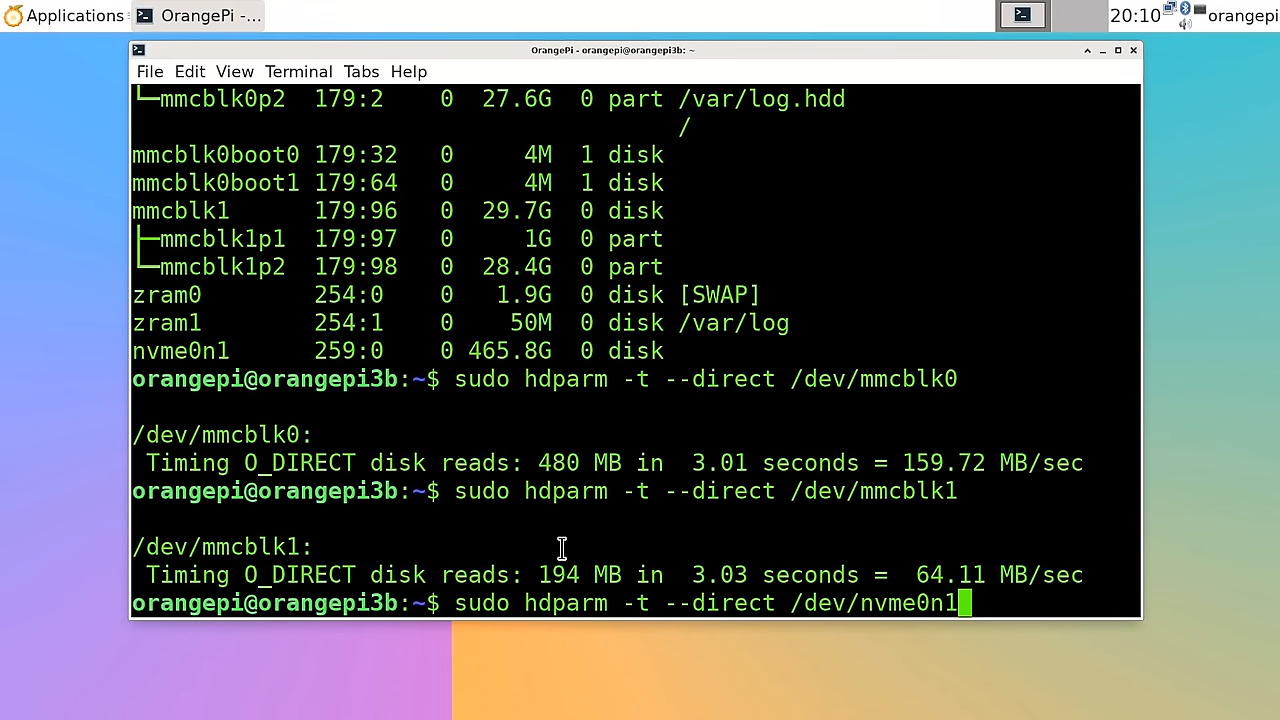 Applications OrangePi -... 20:10 orangepi
OrangePi - orangepi@orangepi3b: ~
File Edit View Terminal Tabs Help
└─mmcblk0p2  179:2    0  27.6G  0 part /var/log.hdd
/
mmcblk0boot0 179:32   0     4M  1 disk
mmcblk0boot1 179:64   0     4M  1 disk
mmcblk1      179:96   0  29.7G  0 disk
├─mmcblk1p1  179:97   0     1G  0 part
└─mmcblk1p2  179:98   0  28.4G  0 part
zram0        254:0    0   1.9G  0 disk [SWAP]
zram1        254:1    0    50M  0 disk /var/log
nvme0n1      259:0    0 465.8G  0 disk
orangepi@orangepi3b:~$ sudo hdparm -t --direct /dev/mmcblk0
/dev/mmcblk0:
Timing O_DIRECT disk reads: 480 MB in  3.01 seconds = 159.72 MB/sec
orangepi@orangepi3b:~$ sudo hdparm -t --direct /dev/mmcblk1
/dev/mmcblk1:
Timing O_DIRECT disk reads: 194 MB in  3.03 seconds =  64.11 MB/sec
orangepi@orangepi3b:~$ sudo hdparm -t --direct /dev/nvme0n1